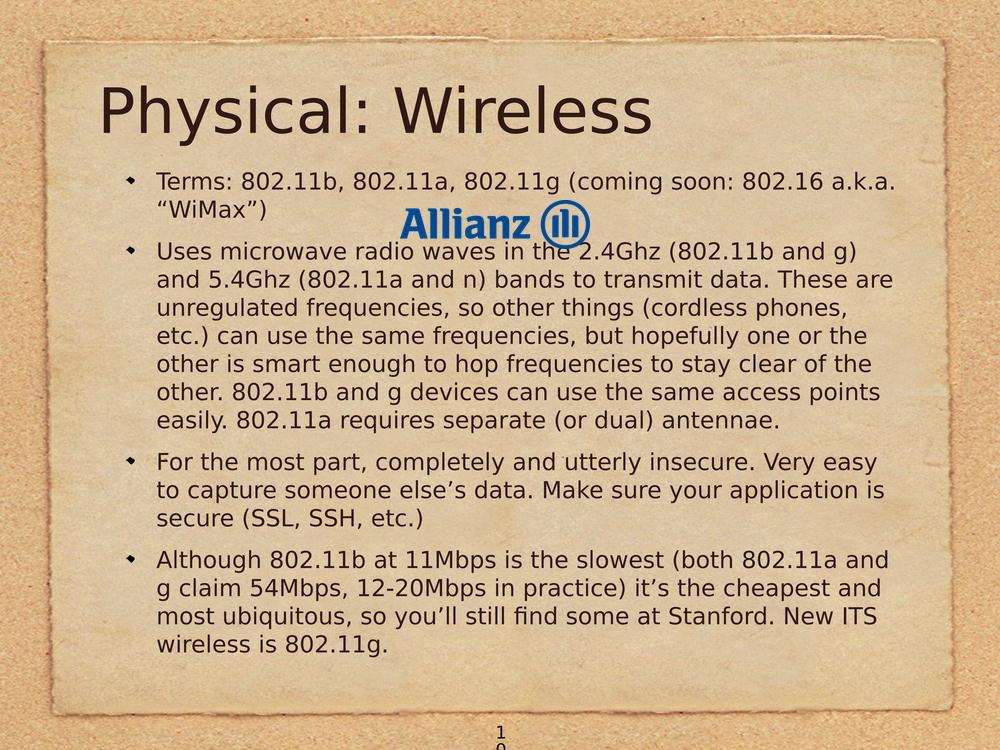 Physical: Wireless
Terms: 802.11b, 802.11a, 802.11g (coming soon: 802.16 a.k.a.
“WiMax”)
Allianz
Uses microwave radio waves in the 2.4Ghz (802.11b and g)
and 5.4Ghz (802.11a and n) bands to transmit data. These are
unregulated frequencies, so other things (cordless phones,
etc.) can use the same frequencies, but hopefully one or the
other is smart enough to hop frequencies to stay clear of the
other. 802.11b and g devices can use the same access points
easily. 802.11a requires separate (or dual) antennae.
For the most part, completely and utterly insecure. Very easy
to capture someone else’s data. Make sure your application is
secure (SSL, SSH, etc.)
Although 802.11b at 11Mbps is the slowest (both 802.11a and
g claim 54Mbps, 12-20Mbps in practice) it’s the cheapest and
most ubiquitous, so you’ll still find some at Stanford. New ITS
wireless is 802.11g.
1
0